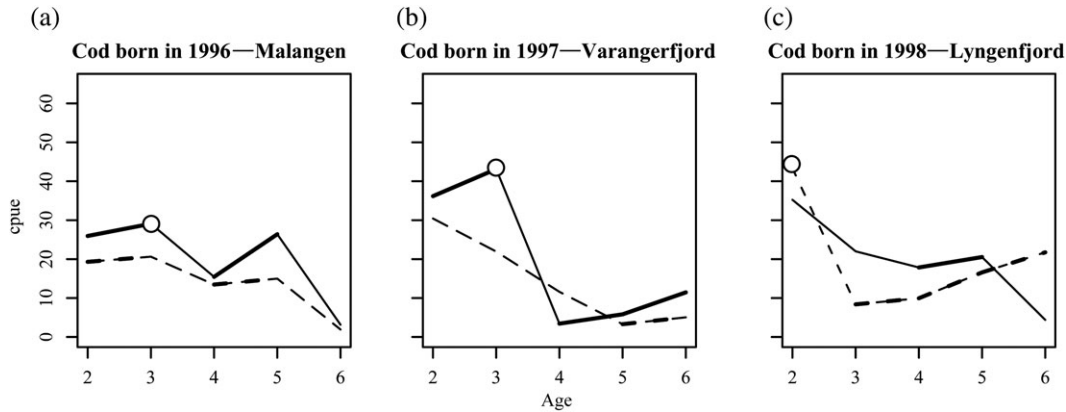 (a)
Cod born in 1996—Malangen
(b)
Cod born in 1997—Varangerfjord
(c)
Cod born in 1998—Lyngenfjord
cpue
60
50
40
30
20
10
0
2 3 4 5 6
2 3 4 5 6
2 3 4 5 6
Age